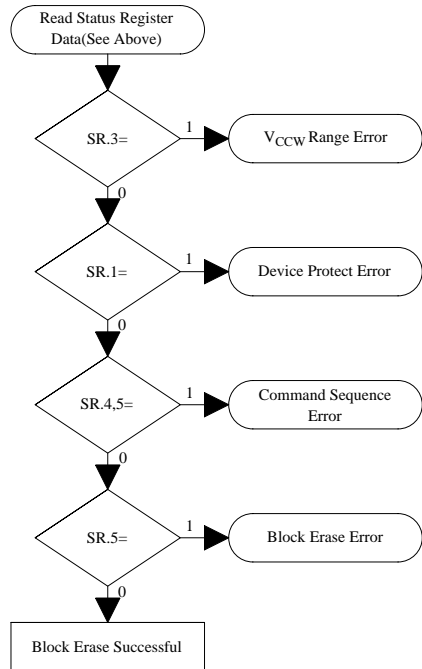 Read Status Register
Data(See Above)
SR.3=
1
VCCW Range Error
0
SR.1=
1
Device Protect Error
0
SR.4,5=
1
Command Sequence
Error
0
SR.5=
1
Block Erase Error
0
Block Erase Successful